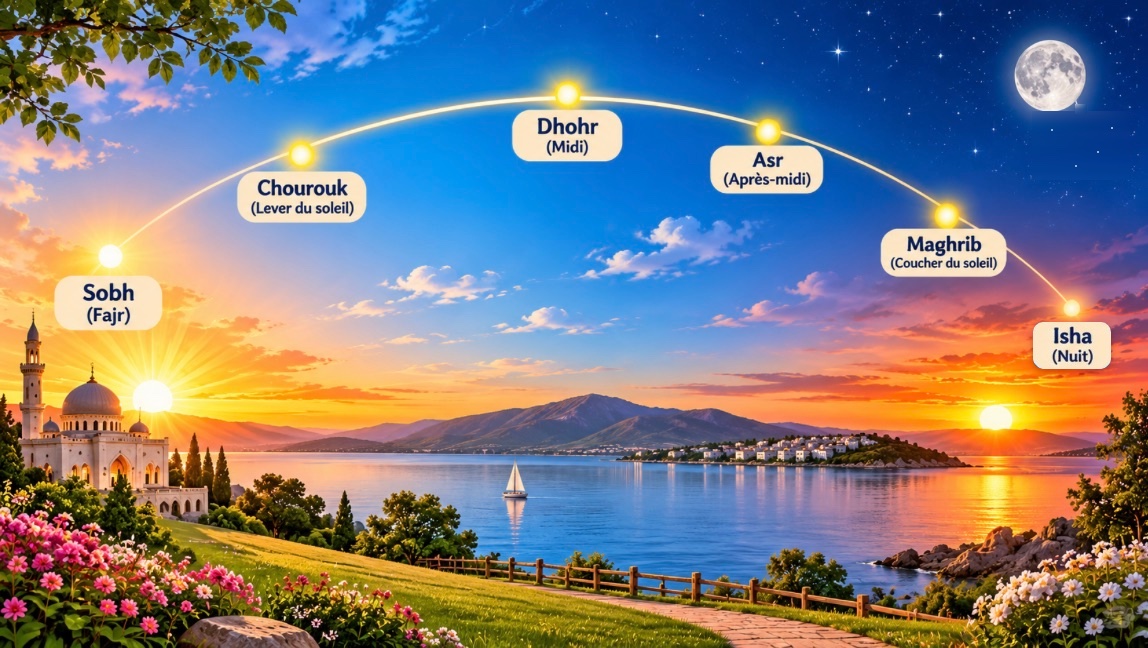 Sobh
(Fajr)
Chourouk
(Lever du soleil)
Dhohr
(Midi)
Asr
(Après-midi)
Maghrib
(Coucher du soleil)
Isha
(Nuit)